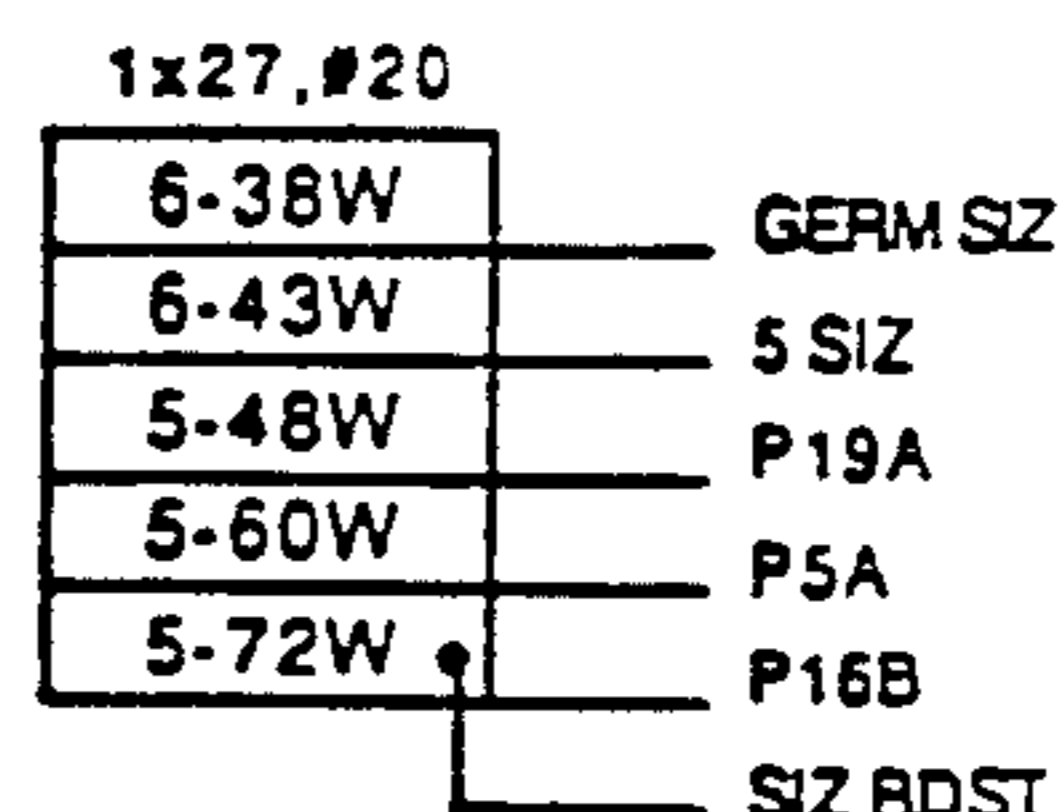 1x27,#20
6-38W
GERM SIZ
6-43W
5 SIZ
5-48W
P19A
5-60W
P5A
5-72W
P16B
SIZ BDST